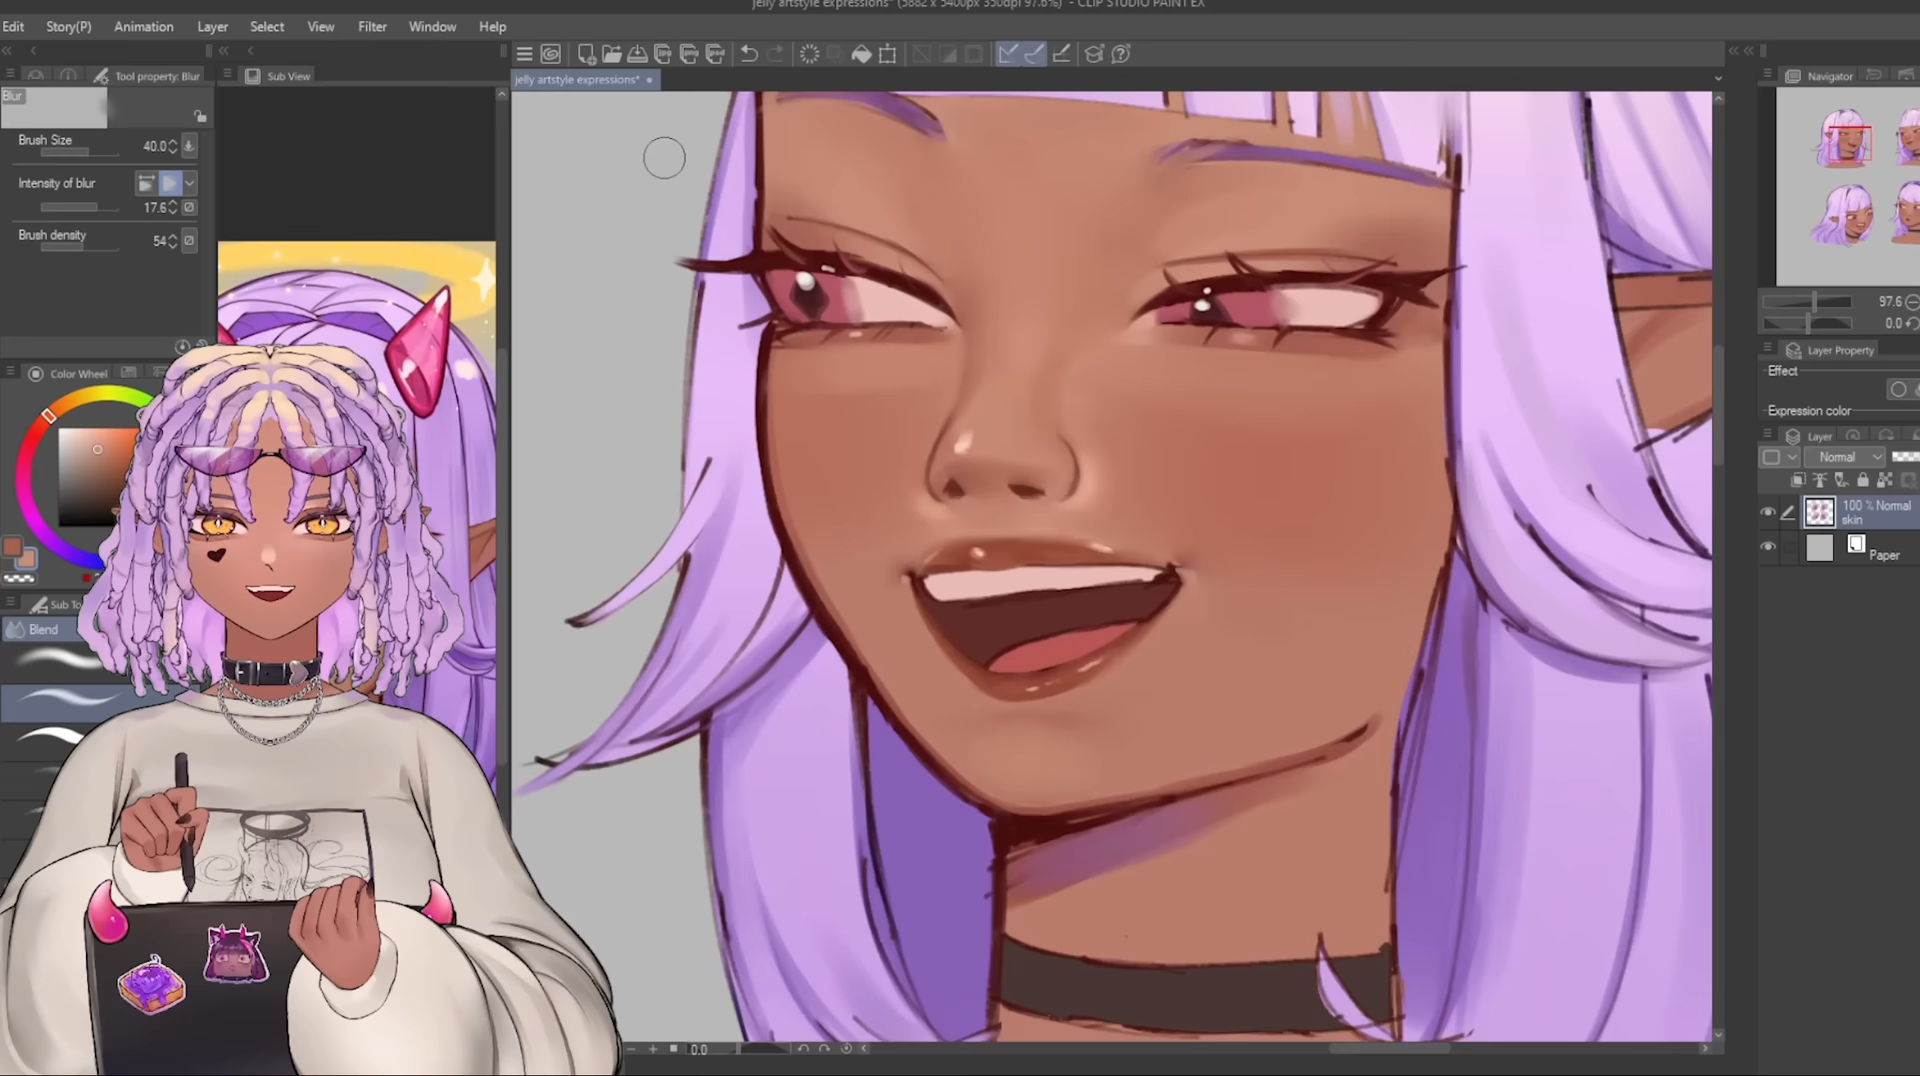 jelly artstyle expressions* (5882 x 5400px 350dpi 97.6%) - CLIP STUDIO PAINT EX
Edit Story(P) Animation Layer Select View Filter Window Help
Tool property: Blur
Sub View
jelly artstyle expressions*
Navigator
Blur
Brush Size 40.0
Intensity of blur
17.6
Brush density 54
97.6
0.0
Layer Property
Effect
Expression color
Color Wheel
Layer
Normal
100 % Normal
skin
Paper
Sub To
Blend
0.0